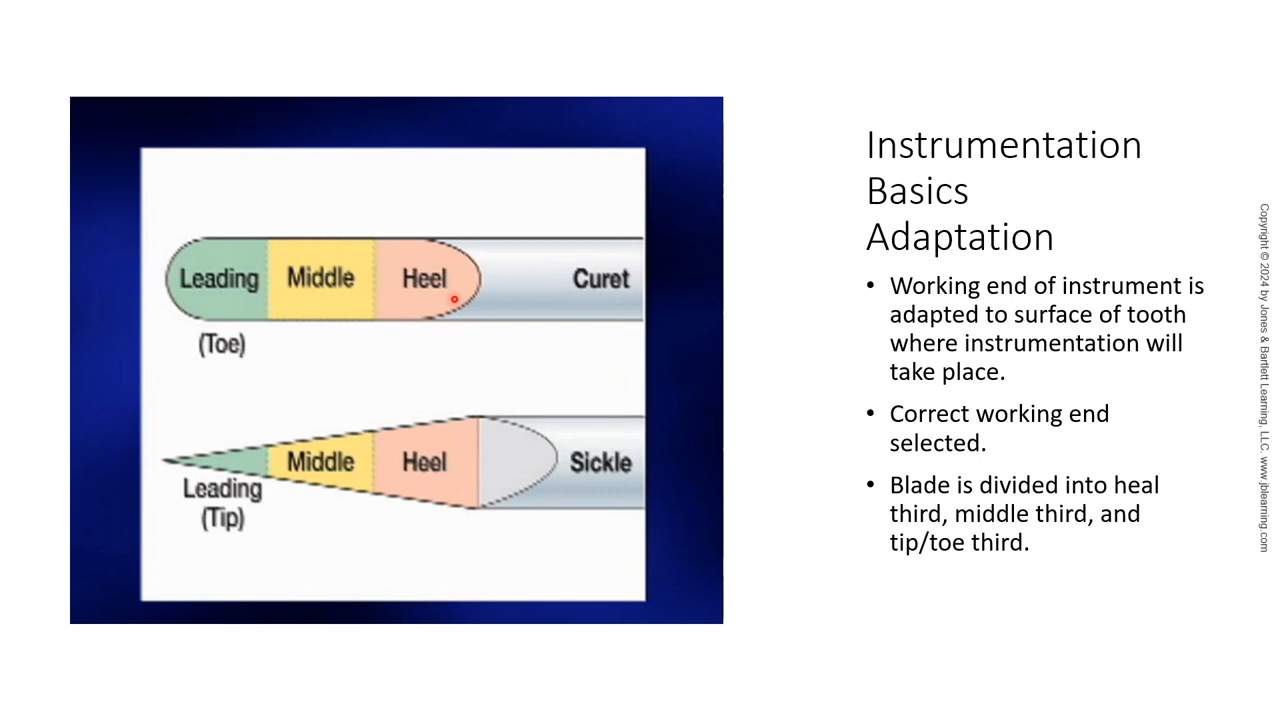 Leading Middle Heel Curet
(Toe)
Middle Heel Sickle
Leading
(Tip)
Instrumentation
Basics
Adaptation
• Working end of instrument is
adapted to surface of tooth
where instrumentation will
take place.
• Correct working end
selected.
• Blade is divided into heal
third, middle third, and
tip/toe third.
Copyright © 2024 by Jones & Bartlett Learning, LLC. www.jblearning.com